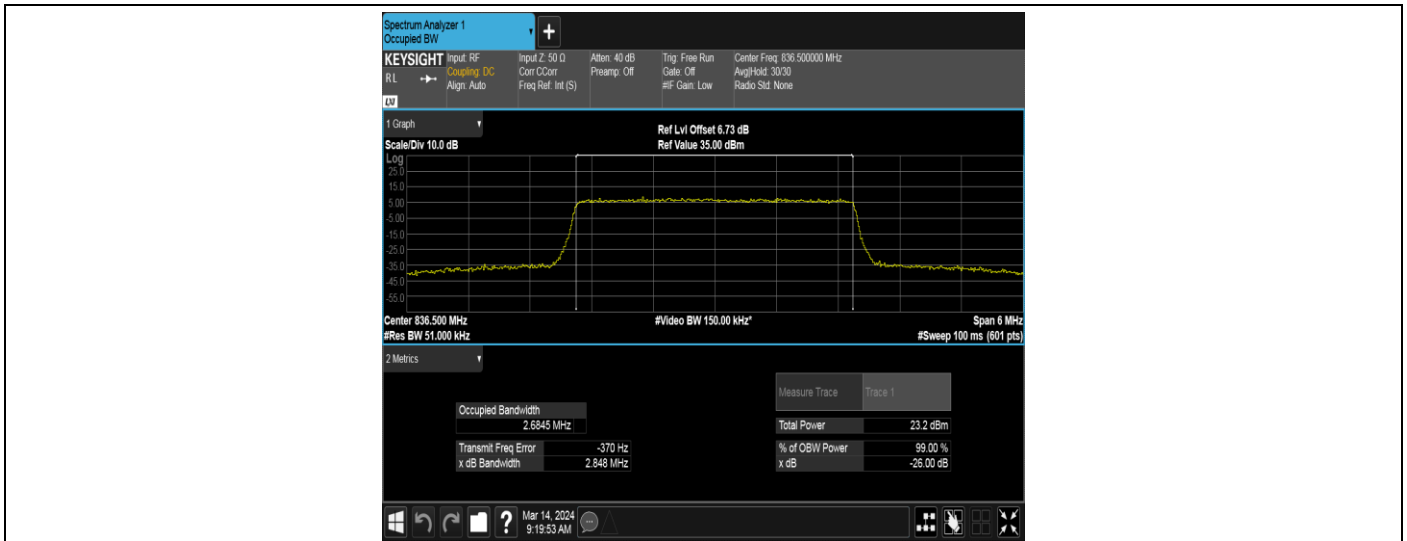 Spectrum Analyzer 1
Occupied BW
+
KEYSIGHT Input: RF Input Z: 50 Ω Atten: 40 dB Trig: Free Run Center Freq: 836.500000 MHz
RL Coupling: DC Corr CCorr Preamp: Off Gate: Off Avg|Hold: 30/30
Align: Auto Freq Ref: Int (S) #IF Gain: Low Radio Std: None
LXI
1 Graph Ref Lvl Offset 6.73 dB
Scale/Div 10.0 dB Ref Value 35.00 dBm
Log
25.0
15.0
5.00
-5.00
-15.0
-25.0
-35.0
-45.0
-55.0
Center 836.500 MHz #Video BW 150.00 kHz* Span 6 MHz
#Res BW 51.000 kHz #Sweep 100 ms (601 pts)
2 Metrics
Measure Trace Trace 1
Occupied Bandwidth
2.6845 MHz Total Power 23.2 dBm
Transmit Freq Error -370 Hz % of OBW Power 99.00 %
x dB Bandwidth 2.848 MHz x dB -26.00 dB
? Mar 14, 2024
9:19:53 AM